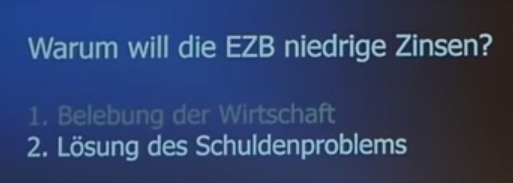 Warum will die EZB niedrige Zinsen?
1. Belebung der Wirtschaft
2. Lösung des Schuldenproblems